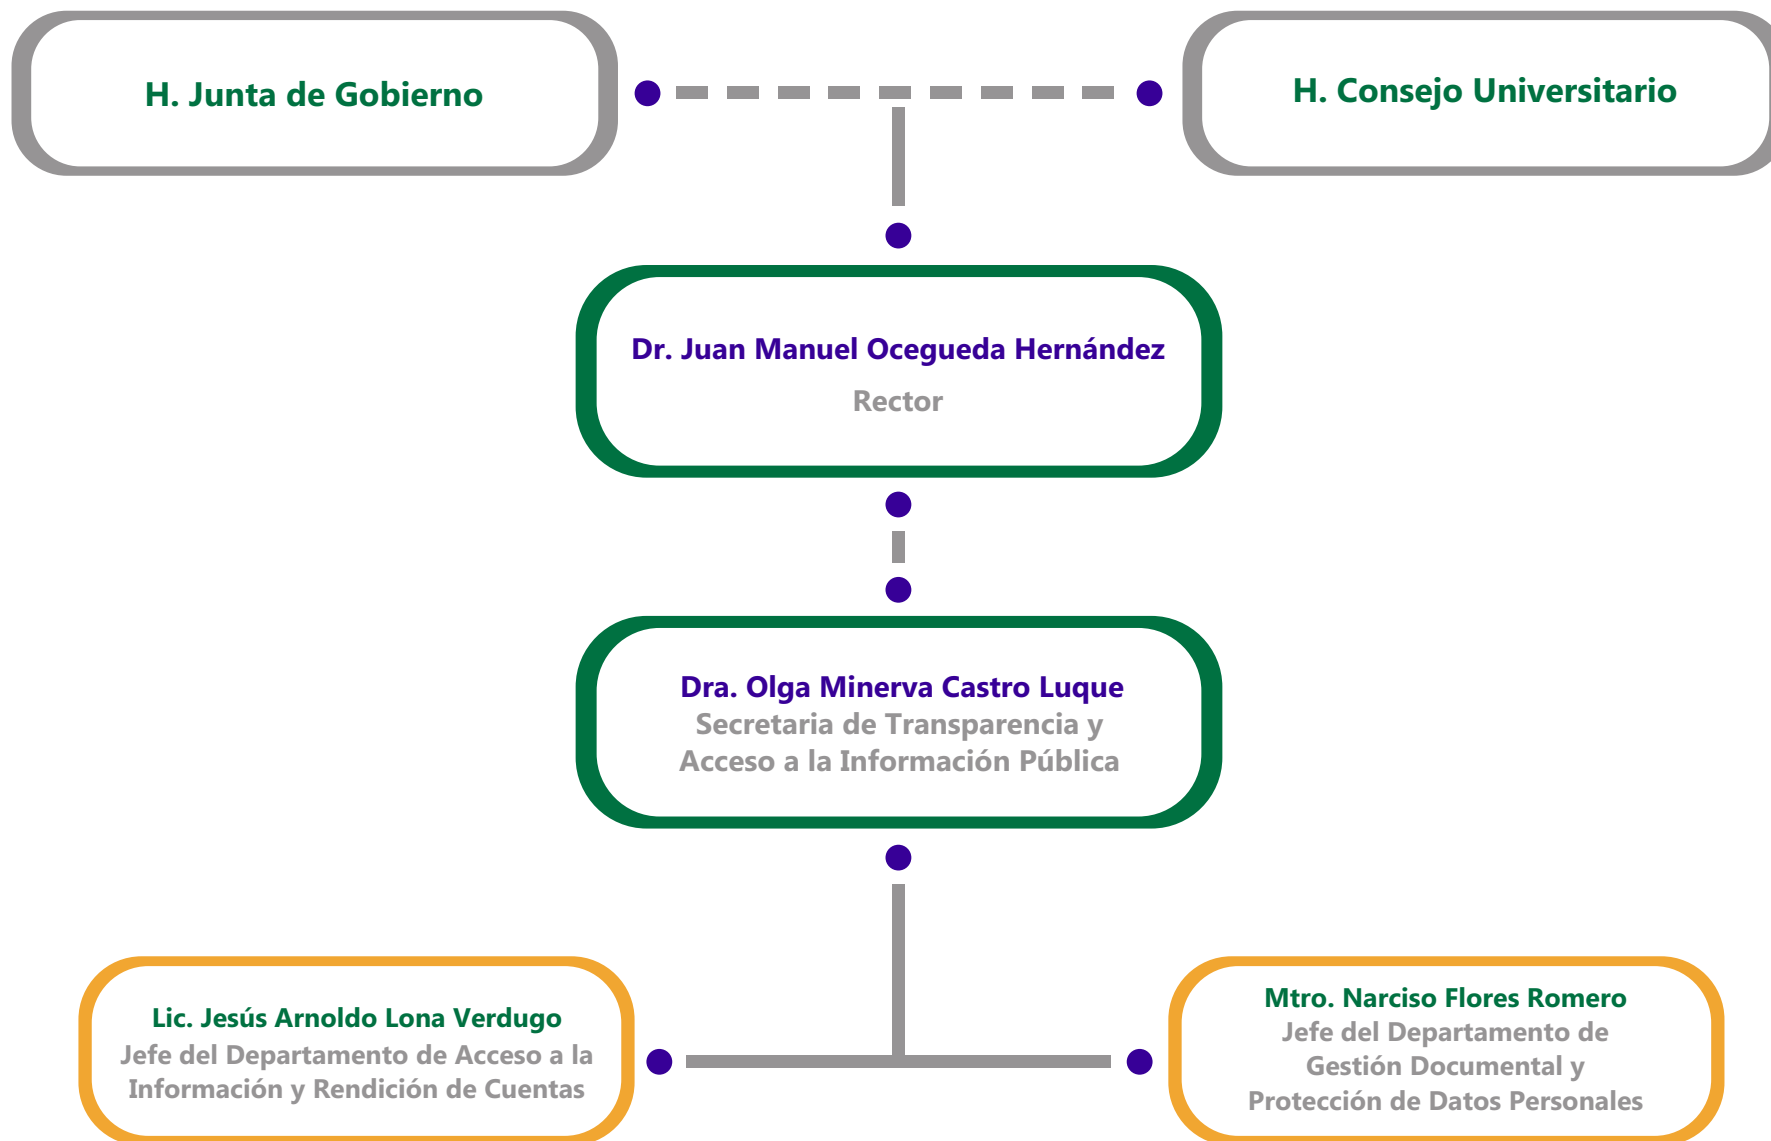 H. Junta de Gobierno
H. Consejo Universitario
Dr. Juan Manuel Ocegueda Hernández
Rector
Dra. Olga Minerva Castro Luque
Secretaria de Transparencia y
Acceso a la Información Pública
Lic. Jesús Arnoldo Lona Verdugo
Jefe del Departamento de Acceso a la
Información y Rendición de Cuentas
Mtro. Narciso Flores Romero
Jefe del Departamento de
Gestión Documental y
Protección de Datos Personales